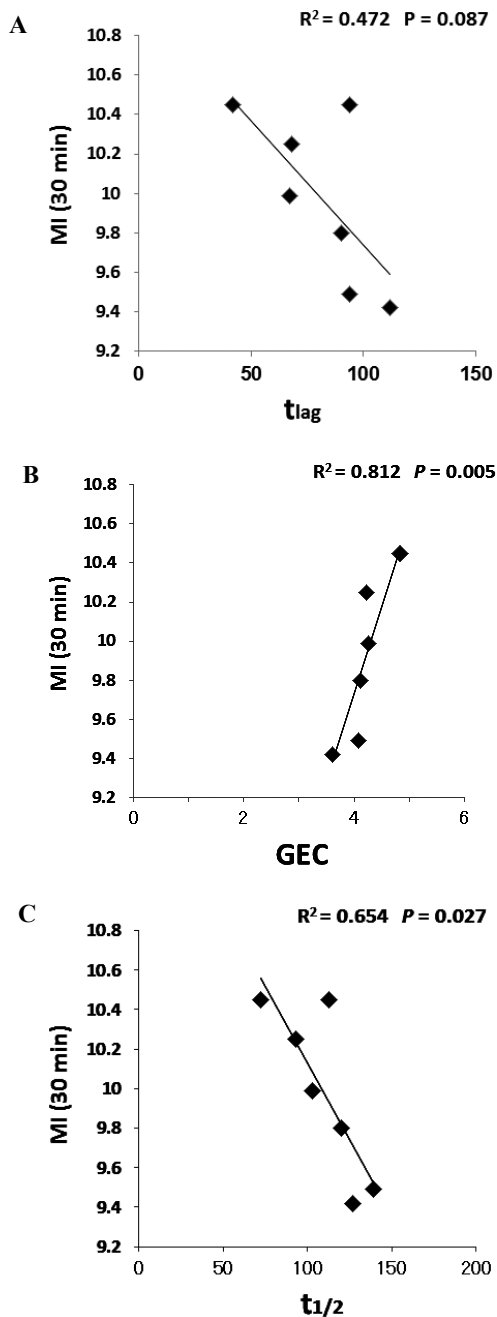 A
R² = 0.472 P = 0.087
10.8
10.6
10.4
10.2
10
9.8
9.6
9.4
9.2
MI (30 min)
0 50 100 150
tlag
B
R² = 0.812 P = 0.005
10.8
10.6
10.4
10.2
10
9.8
9.6
9.4
9.2
MI (30 min)
0 2 4 6
GEC
C
R² = 0.654 P = 0.027
10.8
10.6
10.4
10.2
10
9.8
9.6
9.4
9.2
MI (30 min)
0 50 100 150 200
t1/2